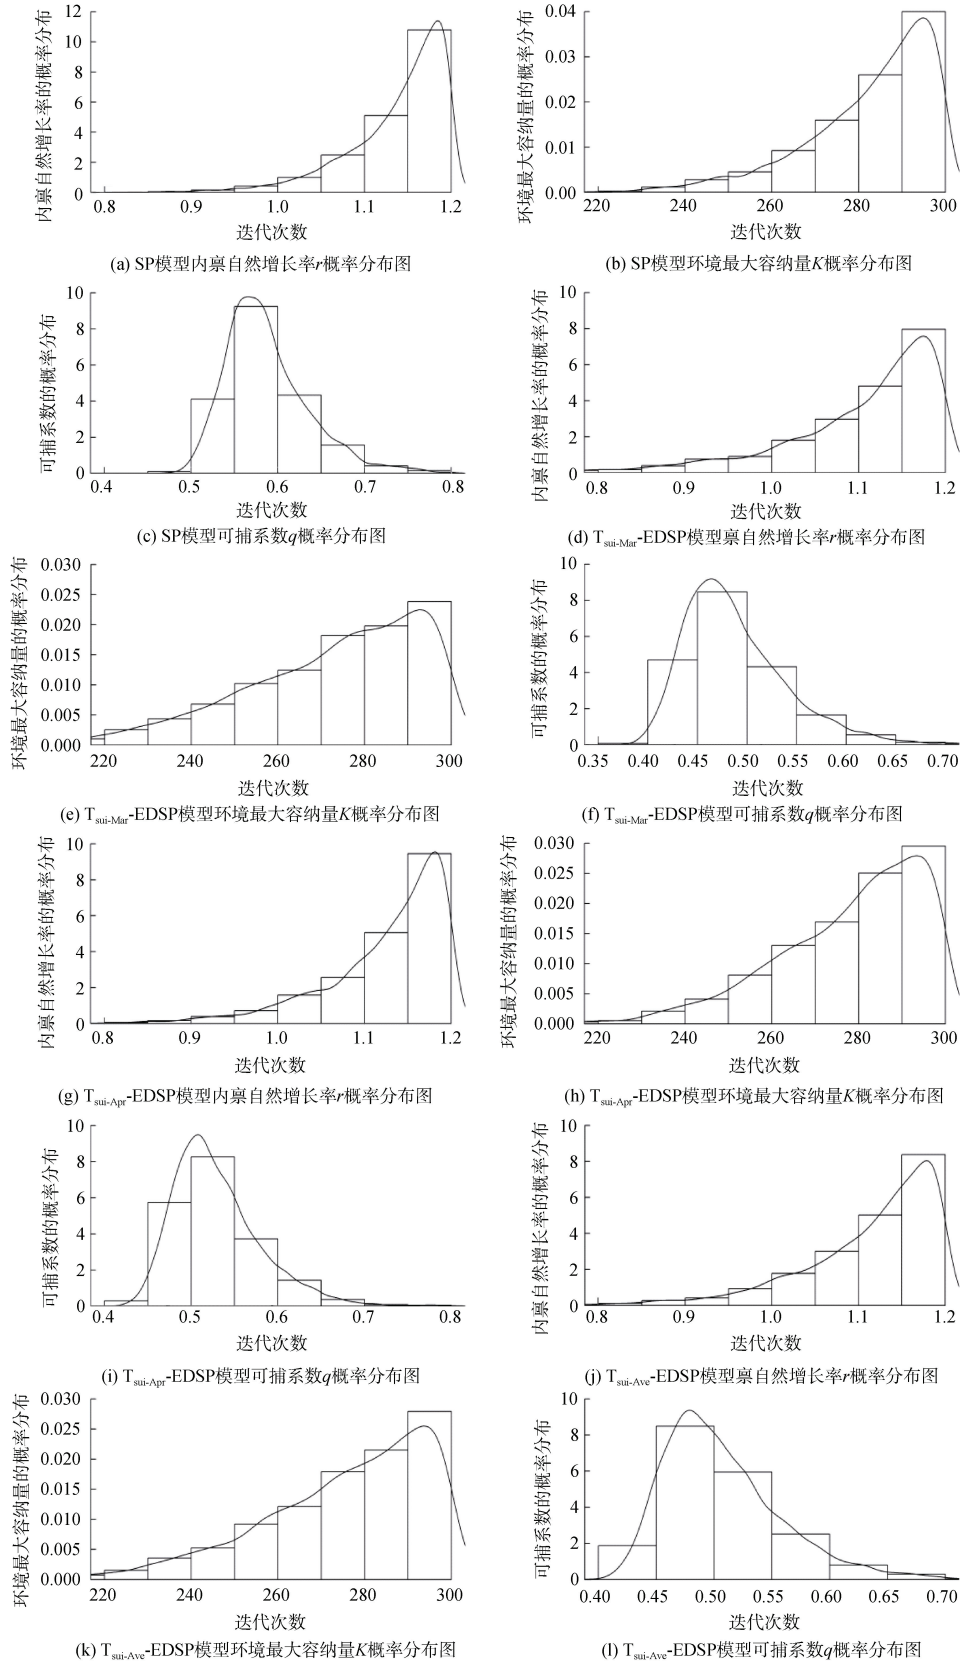 内禀自然增长率的概率分布
12
10
8
6
4
2
0
0.8 0.9 1.0 1.1 1.2
迭代次数
(a) SP模型内禀自然增长率r概率分布图
环境最大容纳量的概率分布
0.04
0.03
0.02
0.01
0.00
220 240 260 280 300
迭代次数
(b) SP模型环境最大容纳量K概率分布图
可捕系数的概率分布
10
8
6
4
2
0
0.4 0.5 0.6 0.7 0.8
迭代次数
(c) SP模型可捕系数q概率分布图
内禀自然增长率的概率分布
10
8
6
4
2
0
0.8 0.9 1.0 1.1 1.2
迭代次数
(d) Tsui-Mar-EDSP模型禀自然增长率r概率分布图
环境最大容纳量的概率分布
0.030
0.025
0.020
0.015
0.010
0.005
0.000
220 240 260 280 300
迭代次数
(e) Tsui-Mar-EDSP模型环境最大容纳量K概率分布图
可捕系数的概率分布
10
8
6
4
2
0
0.35 0.40 0.45 0.50 0.55 0.60 0.65 0.70
迭代次数
(f) Tsui-Mar-EDSP模型可捕系数q概率分布图
内禀自然增长率的概率分布
10
8
6
4
2
0
0.8 0.9 1.0 1.1 1.2
迭代次数
(g) Tsui-Apr-EDSP模型内禀自然增长率r概率分布图
环境最大容纳量的概率分布
0.030
0.025
0.020
0.015
0.010
0.005
0.000
220 240 260 280 300
迭代次数
(h) Tsui-Apr-EDSP模型环境最大容纳量K概率分布图
可捕系数的概率分布
10
8
6
4
2
0
0.4 0.5 0.6 0.7 0.8
迭代次数
(i) Tsui-Apr-EDSP模型可捕系数q概率分布图
内禀自然增长率的概率分布
10
8
6
4
2
0
0.8 0.9 1.0 1.1 1.2
迭代次数
(j) Tsui-Ave-EDSP模型禀自然增长率r概率分布图
环境最大容纳量的概率分布
0.030
0.025
0.020
0.015
0.010
0.005
0.000
220 240 260 280 300
迭代次数
(k) Tsui-Ave-EDSP模型环境最大容纳量K概率分布图
可捕系数的概率分布
10
8
6
4
2
0
0.40 0.45 0.50 0.55 0.60 0.65 0.70
迭代次数
(l) Tsui-Ave-EDSP模型可捕系数q概率分布图